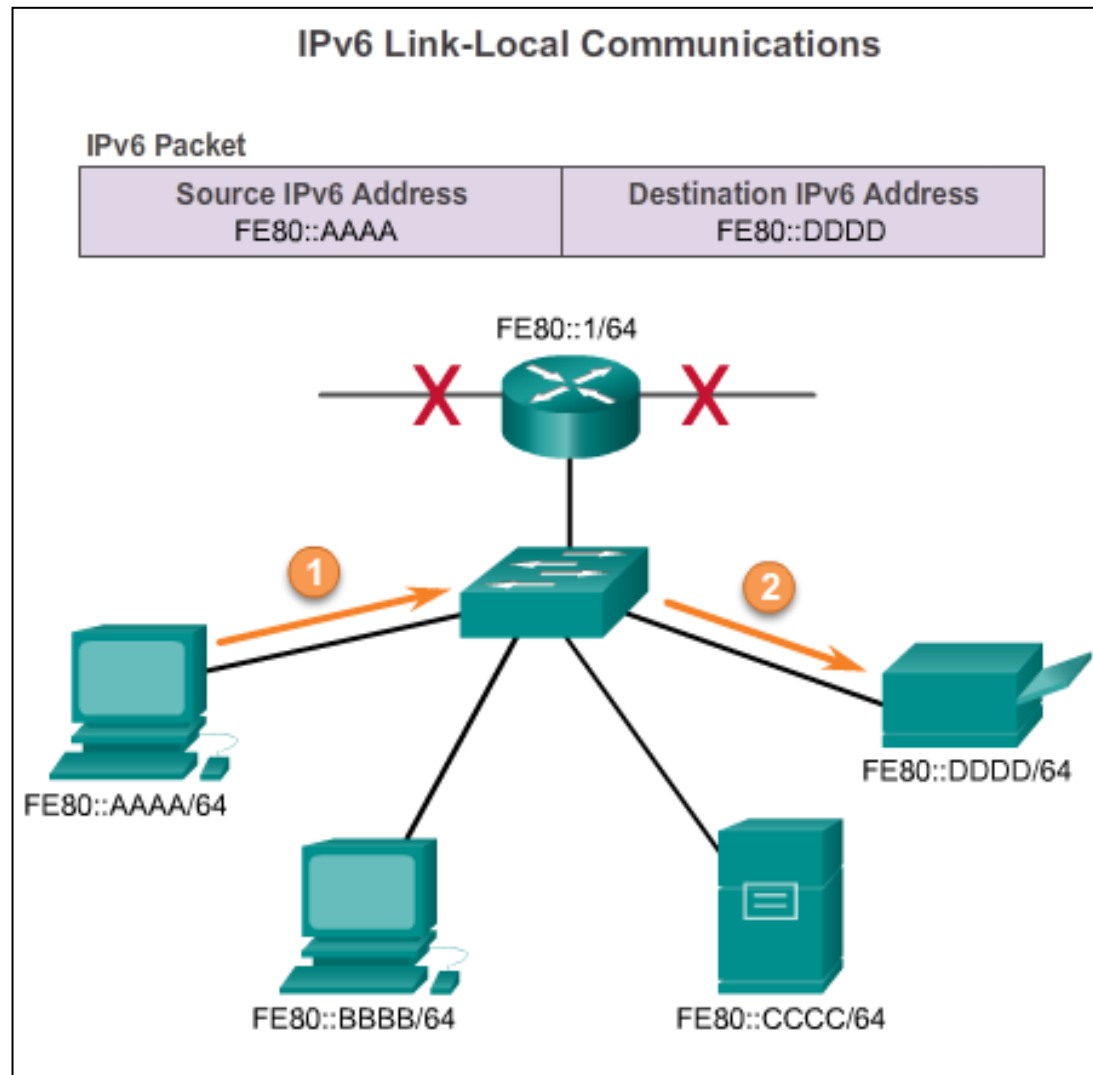 IPv6 Link-Local Communications
IPv6 Packet
Source IPv6 Address
FE80::AAAA
Destination IPv6 Address
FE80::DDDD
FE80::1/64
X
X
1
2
FE80::AAAA/64
FE80::DDDD/64
FE80::BBBB/64
FE80::CCCC/64